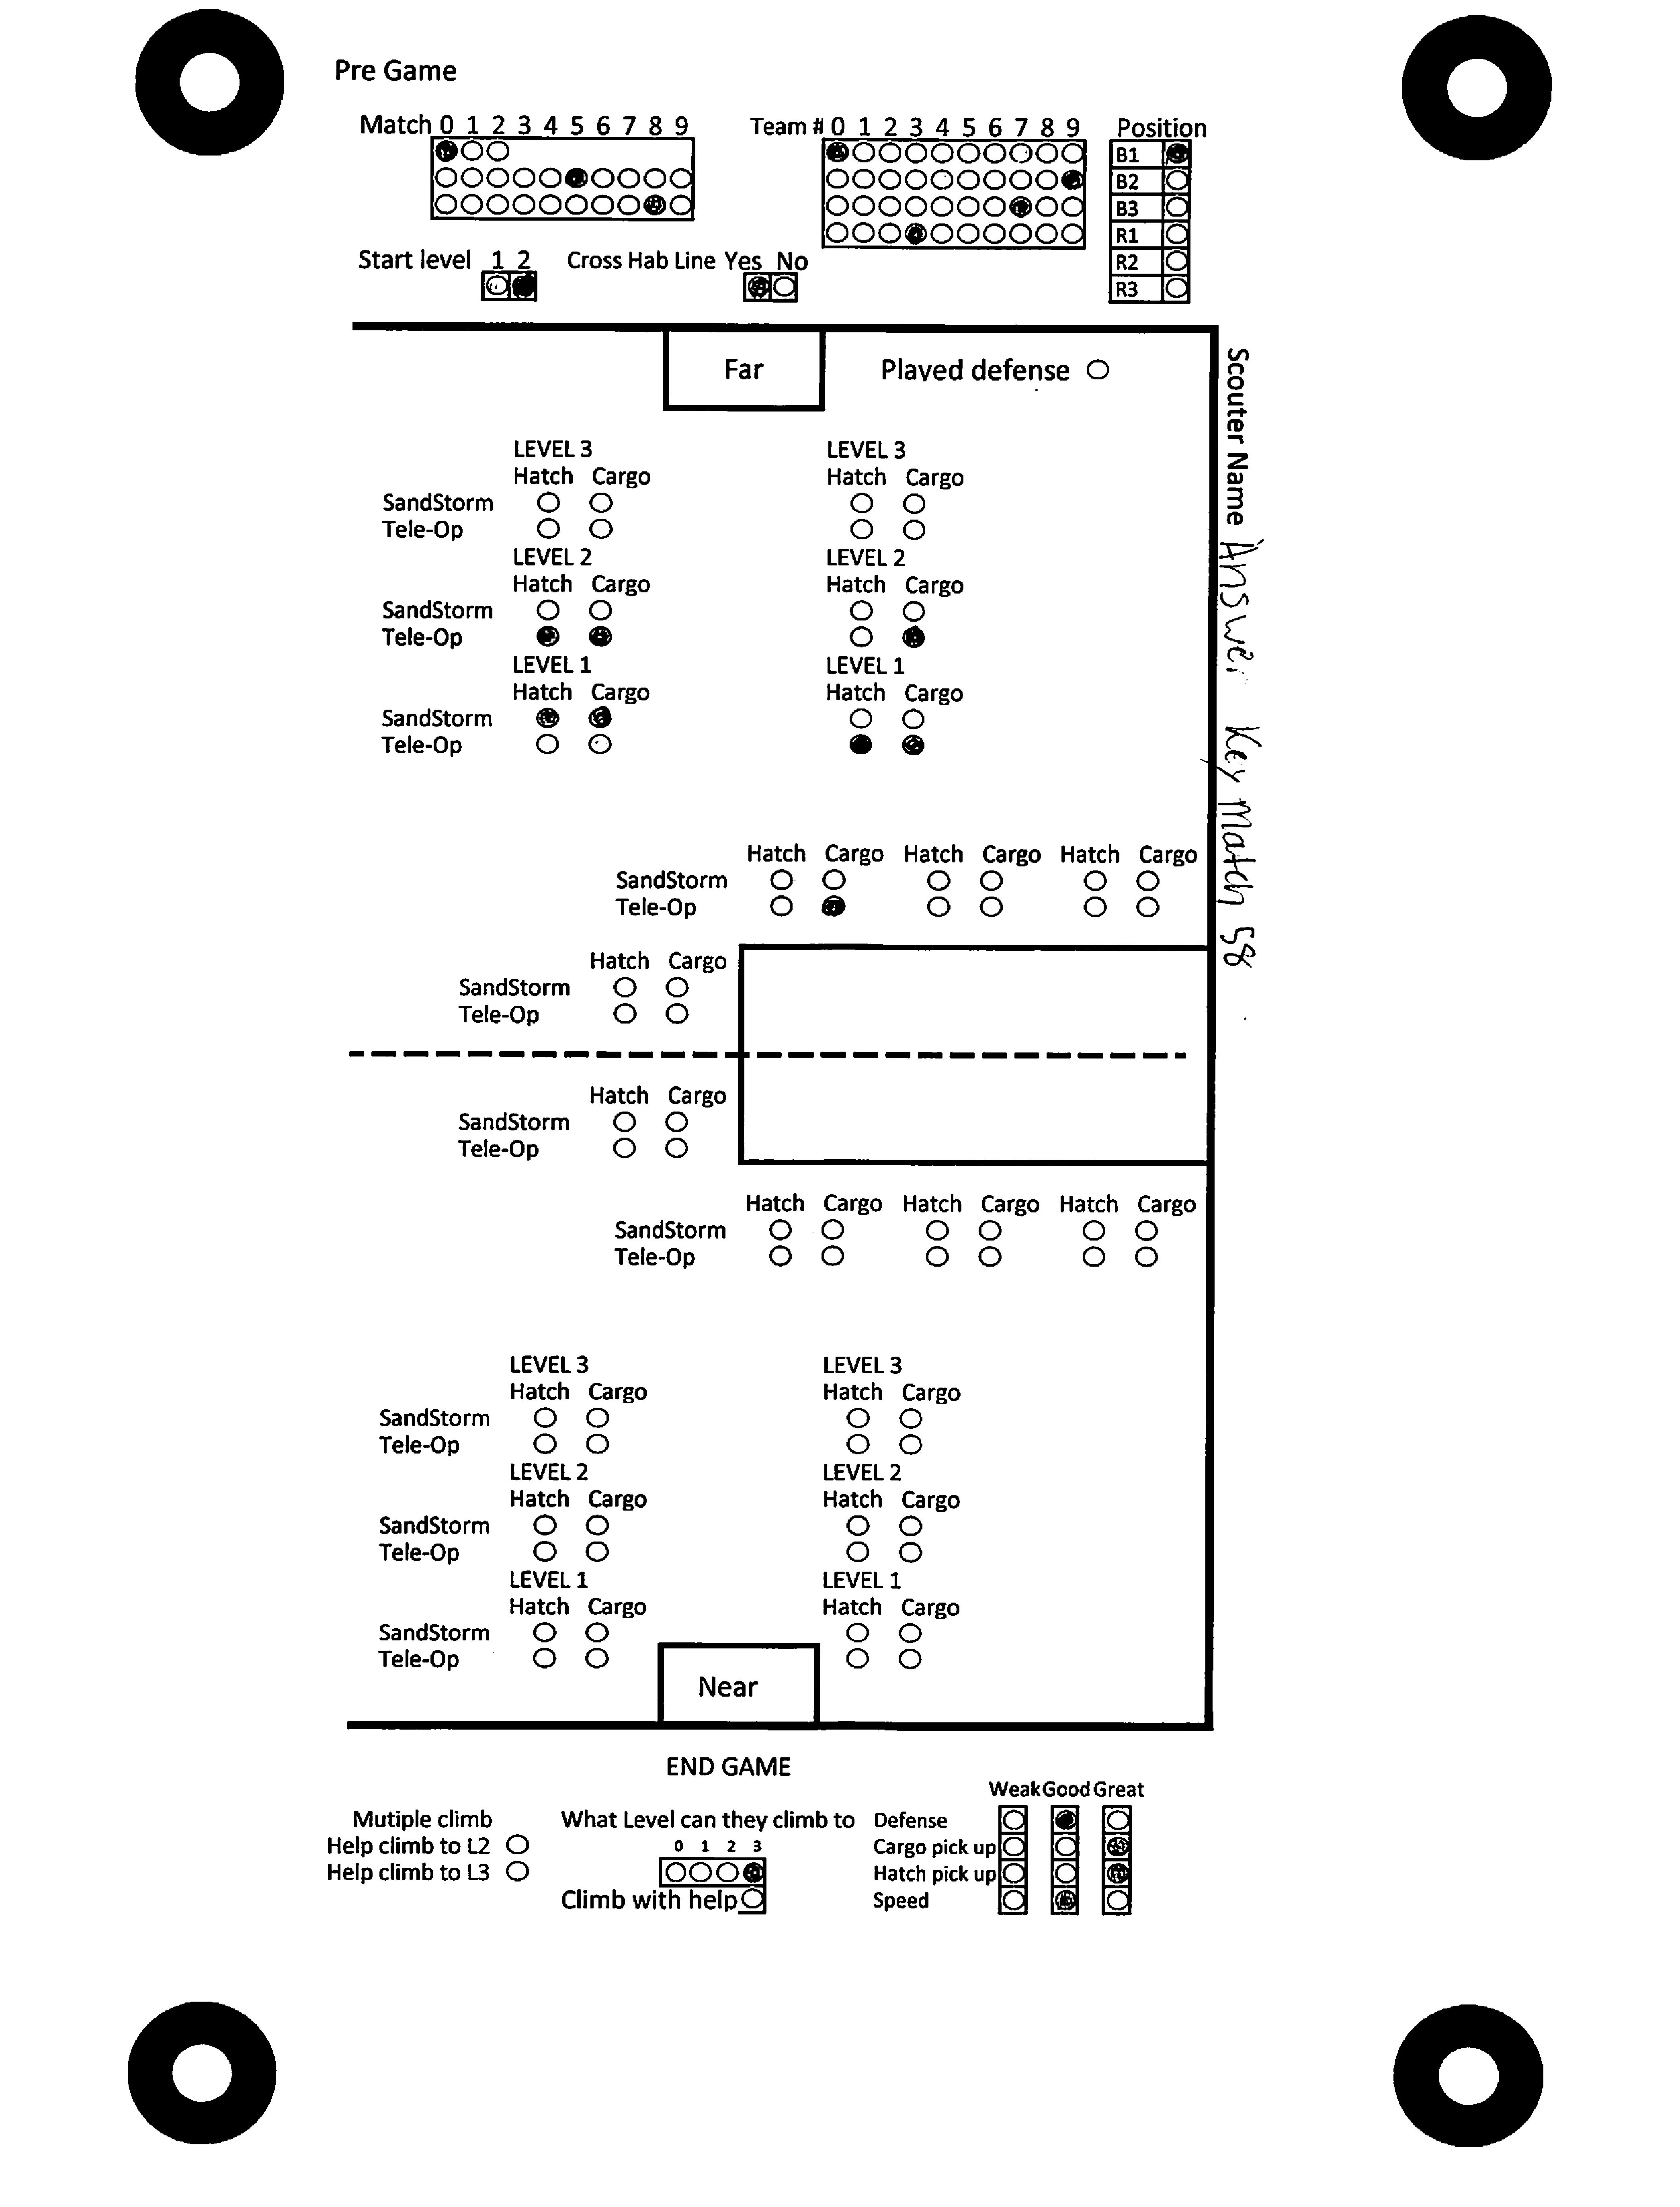 Pre Game
Match 0 1 2 3 4 5 6 7 8 9
Team # 0 1 2 3 4 5 6 7 8 9
Position
B1
B2
B3
R1
R2
R3
Start level 1 2
Cross Hab Line Yes No
Far
Played defense
Scouter Name Answer Key Match 58
LEVEL 3 LEVEL 3
Hatch Cargo Hatch Cargo
SandStorm
Tele-Op
LEVEL 2 LEVEL 2
Hatch Cargo Hatch Cargo
SandStorm
Tele-Op
LEVEL 1 LEVEL 1
Hatch Cargo Hatch Cargo
SandStorm
Tele-Op
Hatch Cargo Hatch Cargo Hatch Cargo
SandStorm
Tele-Op
Hatch Cargo
SandStorm
Tele-Op
Hatch Cargo
SandStorm
Tele-Op
Hatch Cargo Hatch Cargo Hatch Cargo
SandStorm
Tele-Op
LEVEL 3 LEVEL 3
Hatch Cargo Hatch Cargo
SandStorm
Tele-Op
LEVEL 2 LEVEL 2
Hatch Cargo Hatch Cargo
SandStorm
Tele-Op
LEVEL 1 LEVEL 1
Hatch Cargo Hatch Cargo
SandStorm
Tele-Op
Near
END GAME
Mutiple climb
Help climb to L2
Help climb to L3
What Level can they climb to
0 1 2 3
Climb with help
Weak Good Great
Defense
Cargo pick up
Hatch pick up
Speed